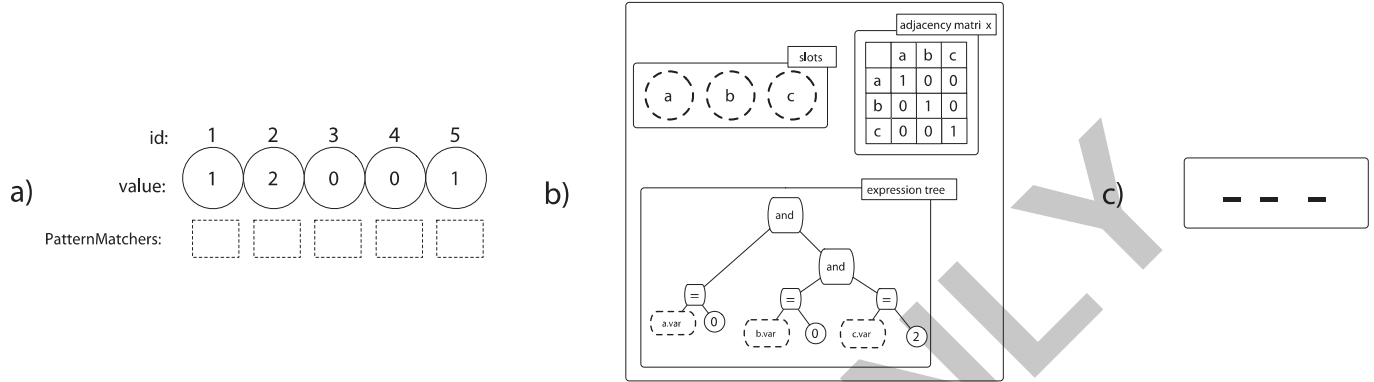 a)
id: 1 2 3 4 5
value: 1 2 0 0 1
PatternMatchers:
b)
slots
a b c
adjacency matri x
a b c
a 1 0 0
b 0 1 0
c 0 0 1
expression tree
and
and
= = =
a.var 0 b.var 0 c.var 2
c)
_ _ _
NLY